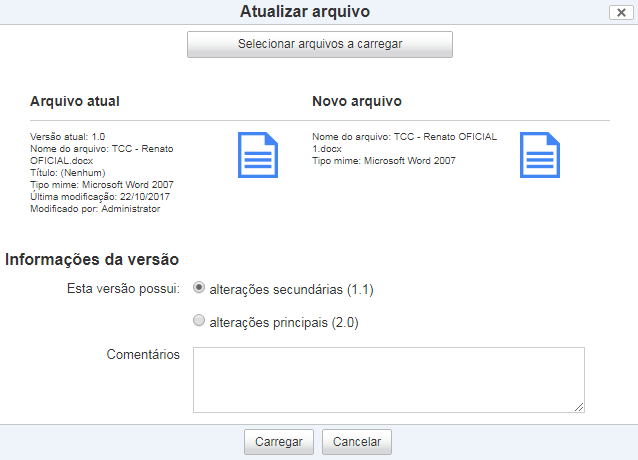 Atualizar arquivo
Selecionar arquivos a carregar
Arquivo atual
Versão atual: 1.0
Nome do arquivo: TCC - Renato
OFICIAL.docx
Título: (Nenhum)
Tipo mime: Microsoft Word 2007
Última modificação: 22/10/2017
Modificado por: Administrator
Novo arquivo
Nome do arquivo: TCC - Renato OFICIAL
1.docx
Tipo mime: Microsoft Word 2007
Informações da versão
Esta versão possui:
alterações secundárias (1.1)
alterações principais (2.0)
Comentários
Carregar
Cancelar